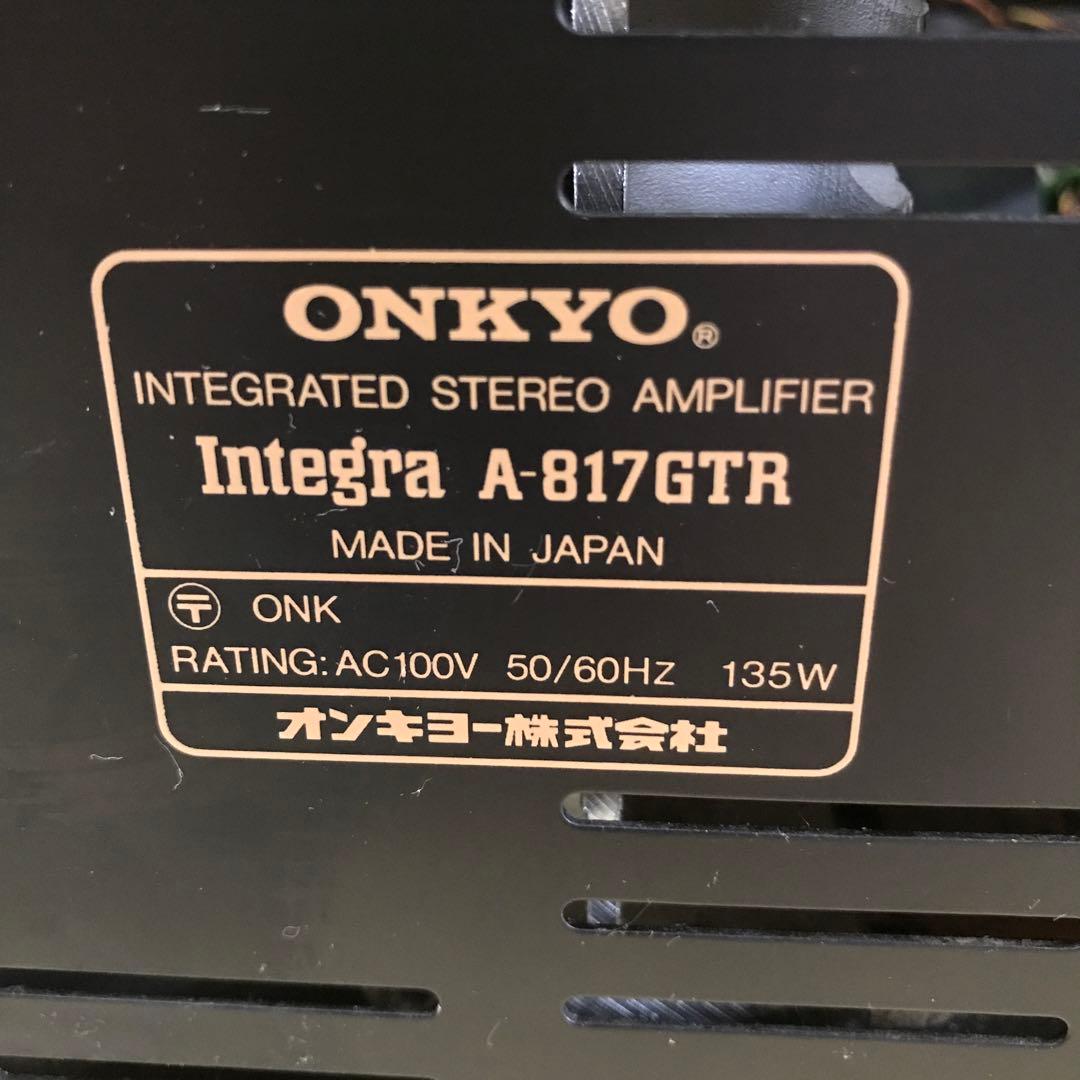 ONKYO®
INTEGRATED STEREO AMPLIFIER
Integra A-817GTR
MADE IN JAPAN
〶 ONK
RATING: AC100V 50/60Hz 135W
オンキヨー株式会社